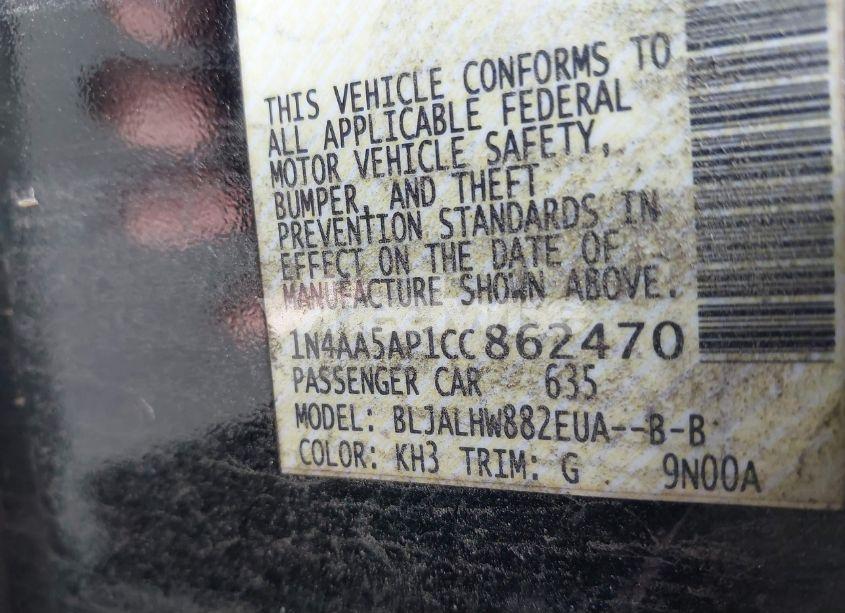 THIS VEHICLE CONFORMS TO
ALL APPLICABLE FEDERAL
MOTOR VEHICLE SAFETY,
BUMPER, AND THEFT
PREVENTION STANDARDS IN
EFFECT ON THE DATE OF
MANUFACTURE SHOWN ABOVE.
1N4AA5AP1CC862470
PASSENGER CAR 635
MODEL: BLJALHW882EUA--B-B
COLOR: KH3 TRIM: G 9N00A